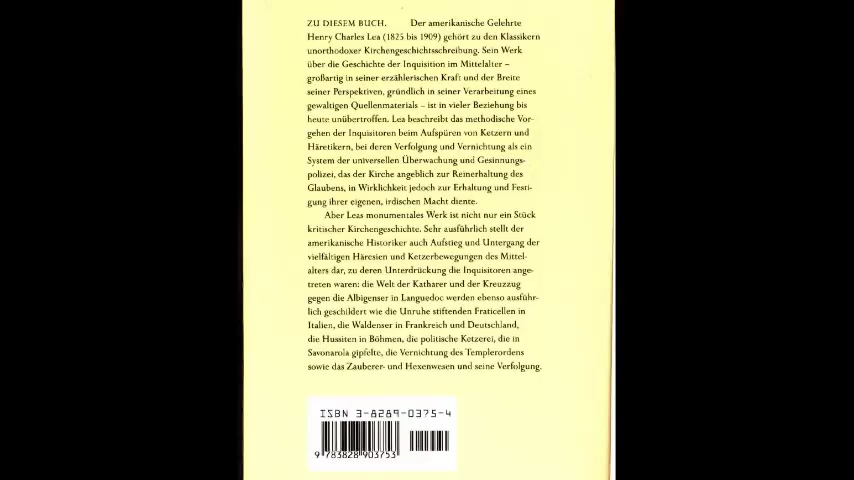 ZU DIESEM BUCH. Der amerikanische Gelehrte
Henry Charles Lea (1825 bis 1909) gehört zu den Klassikern
unorthodoxer Kirchengeschichtsschreibung. Sein Werk
über die Geschichte der Inquisition im Mittelalter –
großartig in seiner erzählerischen Kraft und der Breite
seiner Perspektiven, gründlich in seiner Verarbeitung eines
gewaltigen Quellenmaterials – ist in vieler Beziehung bis
heute unübertroffen. Lea beschreibt das methodische Vor-
gehen der Inquisitoren beim Aufspüren von Ketzern und
Häretikern, bei deren Verfolgung und Vernichtung als ein
System der universellen Überwachung und Gesinnungs-
polizei, das der Kirche angeblich zur Reinerhaltung des
Glaubens, in Wirklichkeit jedoch zur Erhaltung und Festi-
gung ihrer eigenen, irdischen Macht diente.
Aber Leas monumentales Werk ist nicht nur ein Stück
kritischer Kirchengeschichte. Sehr ausführlich stellt der
amerikanische Historiker auch Aufstieg und Untergang der
vielfältigen Häresien und Ketzerbewegungen des Mittel-
alters dar, zu deren Unterdrückung die Inquisitoren ange-
treten waren: die Welt der Katharer und der Kreuzzug
gegen die Albigenser in Languedoc werden ebenso ausführ-
lich geschildert wie die Unruhe stiftenden Fraticellen in
Italien, die Waldenser in Frankreich und Deutschland,
die Hussiten in Böhmen, die politische Ketzerei, die in
Savonarola gipfelte, die Vernichtung des Templerordens
sowie das Zauberer- und Hexenwesen und seine Verfolgung.
ISBN 3-8289-0375-4
9 783828 903753